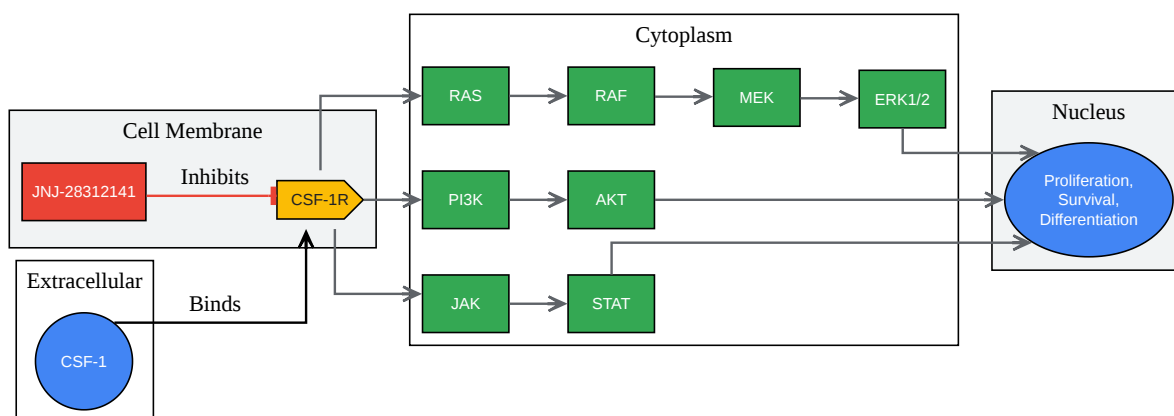 Cytoplasm
RAS
RAF
MEK
ERK1/2
Cell Membrane
JNJ-28312141
Inhibits
CSF-1R
PI3K
AKT
Nucleus
Proliferation,
Survival,
Differentiation
Extracellular
Binds
CSF-1
JAK
STAT